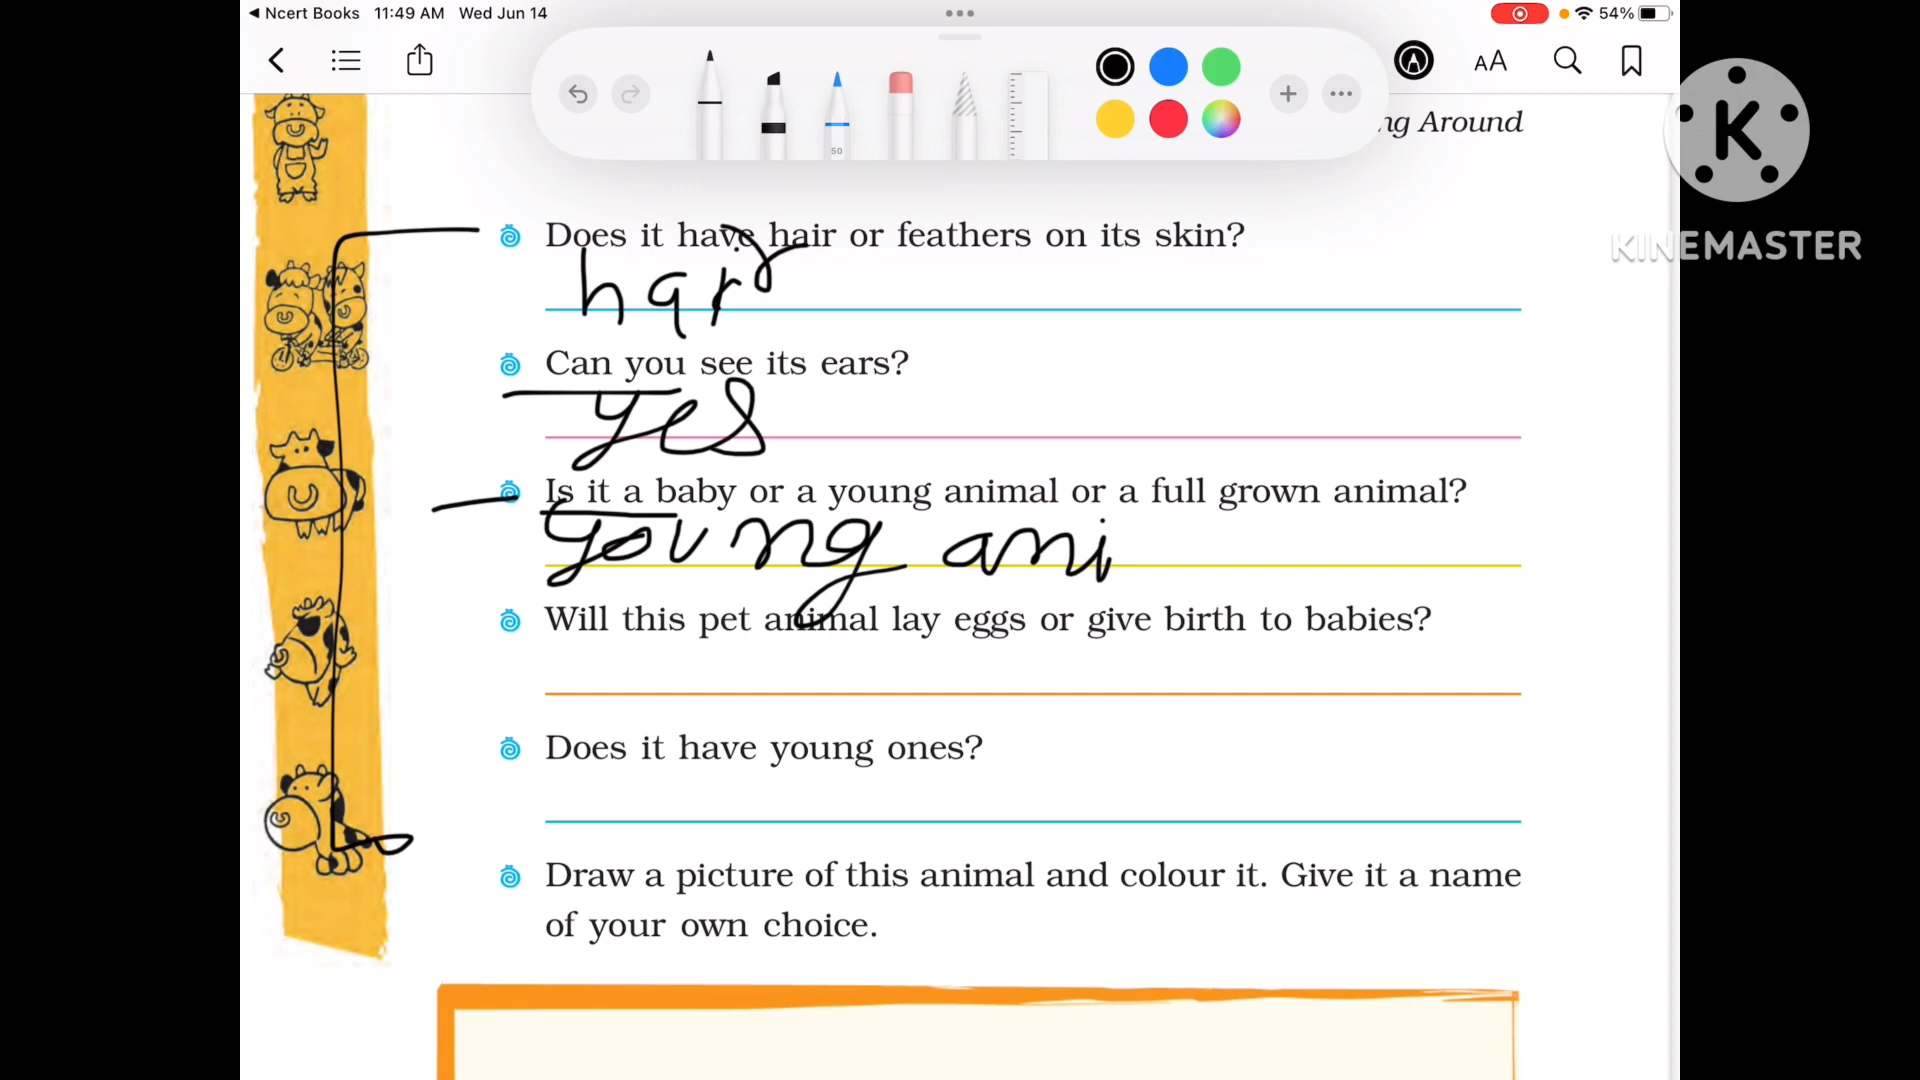 Ncert Books 11:49 AM Wed Jun 14 54%
AA
50
ng Around
K
KINEMASTER
Does it have hair or feathers on its skin?
hair
Can you see its ears?
yes
Is it a baby or a young animal or a full grown animal?
young ani
Will this pet animal lay eggs or give birth to babies?
Does it have young ones?
Draw a picture of this animal and colour it. Give it a name
of your own choice.